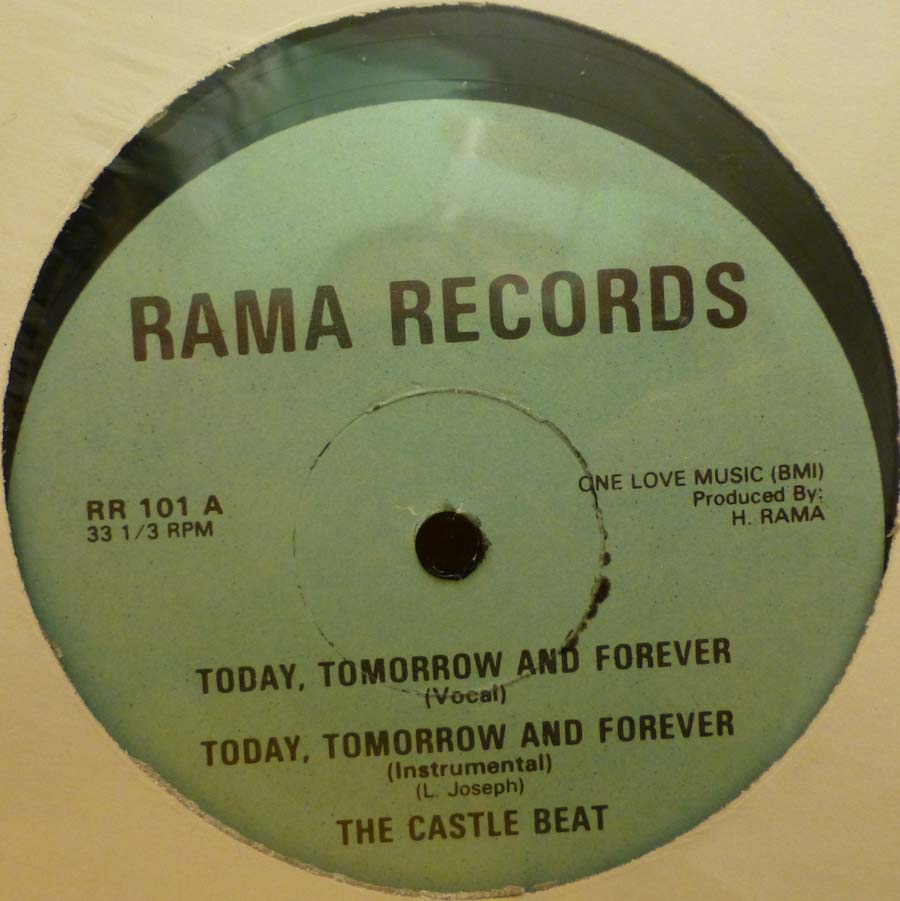 RAMA RECORDS
RR 101 A
33 1/3 RPM
ONE LOVE MUSIC (BMI)
Produced By:
H. RAMA
TODAY, TOMORROW AND FOREVER
(Vocal)
TODAY, TOMORROW AND FOREVER
(Instrumental)
(L. Joseph)
THE CASTLE BEAT